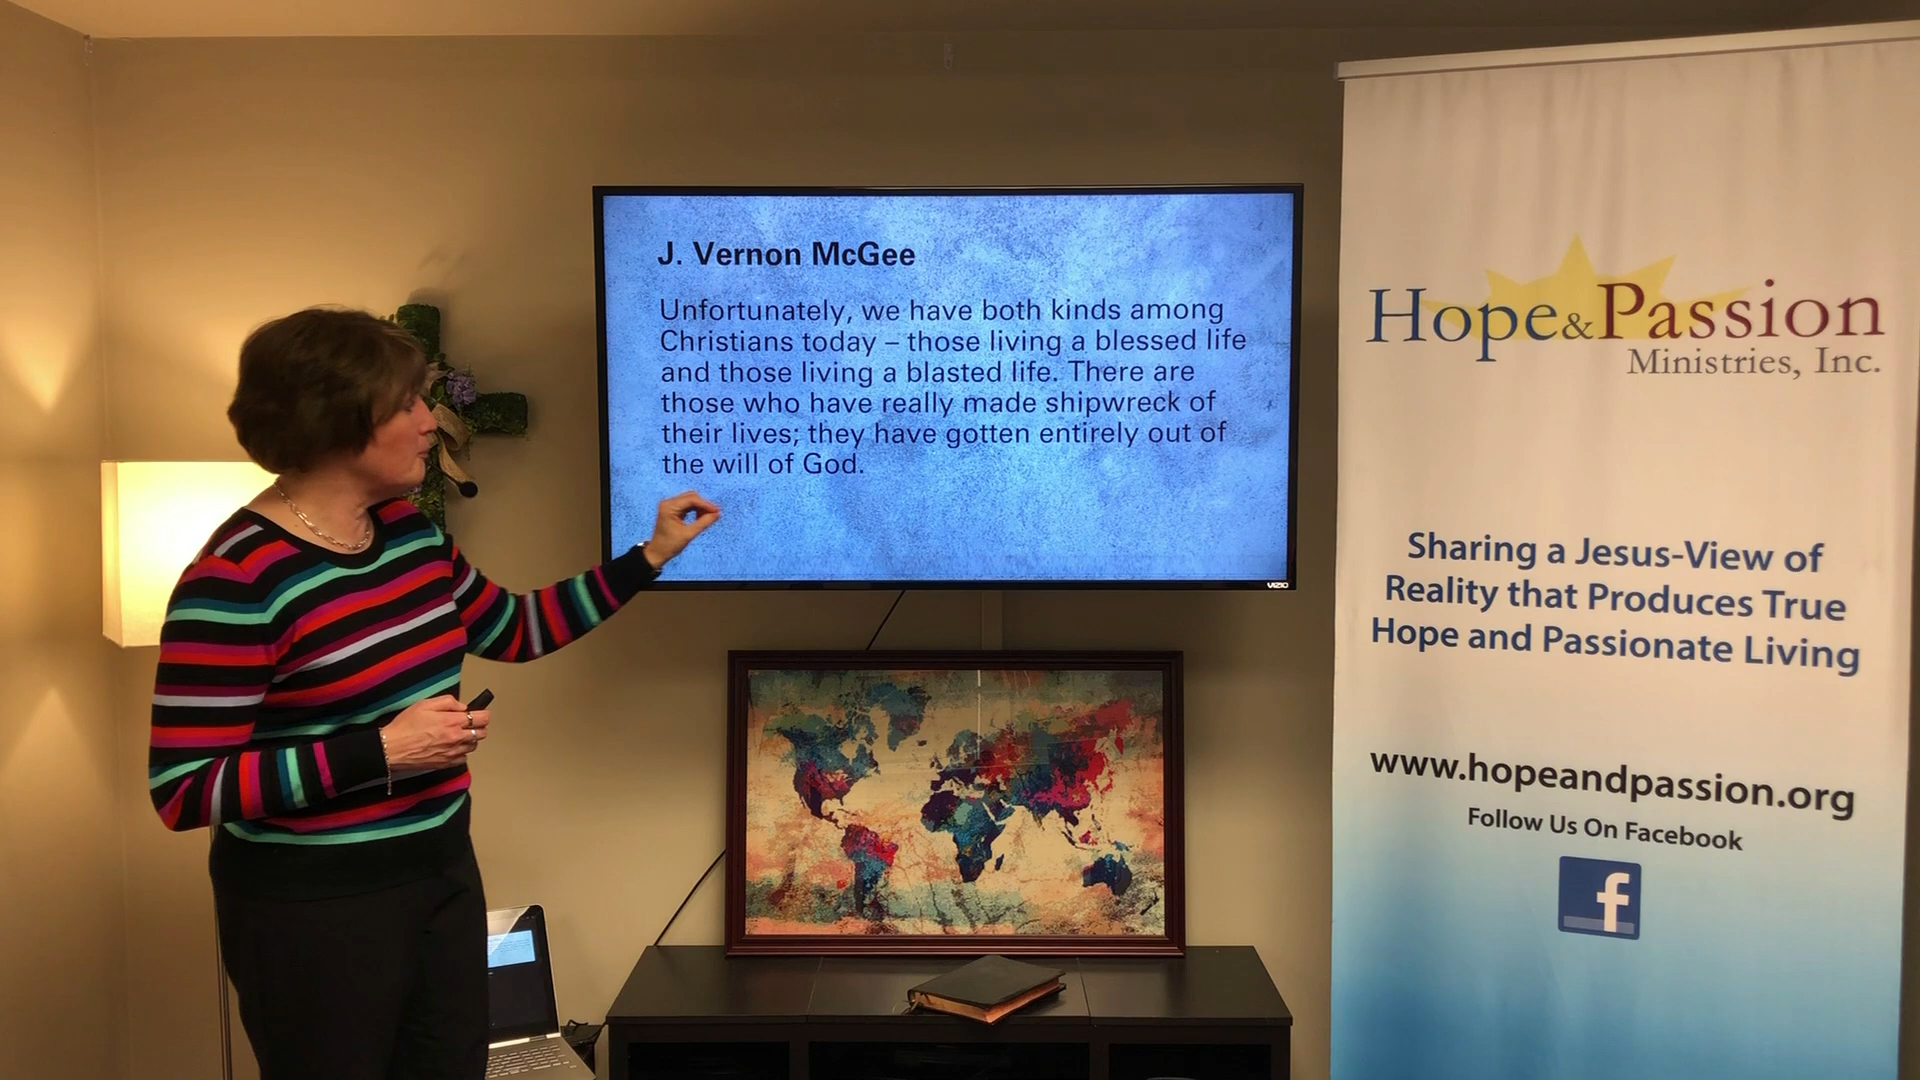 J. Vernon McGee
Unfortunately, we have both kinds among
Christians today – those living a blessed life
and those living a blasted life. There are
those who have really made shipwreck of
their lives; they have gotten entirely out of
the will of God.
VIZIO
Hope&Passion
Ministries, Inc.
Sharing a Jesus-View of
Reality that Produces True
Hope and Passionate Living
www.hopeandpassion.org
Follow Us On Facebook
f